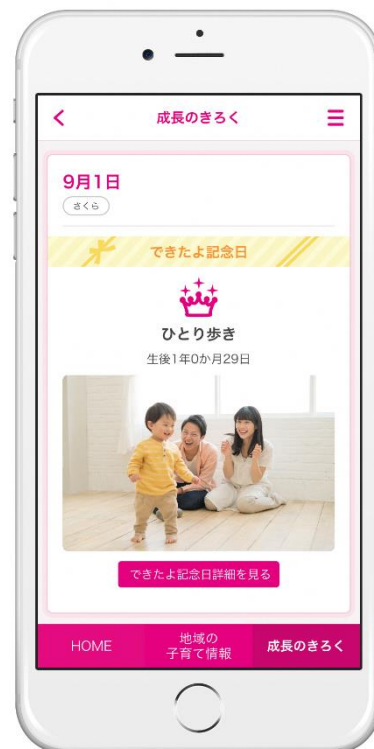 成長のきろく
9月1日
さくら
できたよ記念日
ひとり歩き
生後1年0か月29日
できたよ記念日詳細を見る
HOME
地域の
子育て情報
成長のきろく